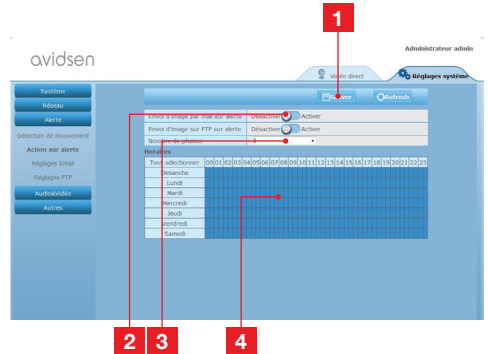 1
Administrateur admin
avidsen
Vidéo direct
Réglages système
Système
Réseau
Alerte
Détection de mouvement
Action sur alerte
Réglages Email
Réglages FTP
Audio&Vidéo
Autres
Sauver
Refresh
Envoi d'image par mail sur alerte Désactiver Activer
Envoi d'image sur FTP sur alerte Désactiver Activer
Nombre de photos 3
Horaires
Tout sélectionner 00 01 02 03 04 05 06 07 08 09 10 11 12 13 14 15 16 17 18 19 20 21 22 23
Dimanche
Lundi
Mardi
Mercredi
Jeudi
Vendredi
Samedi
2 3 4